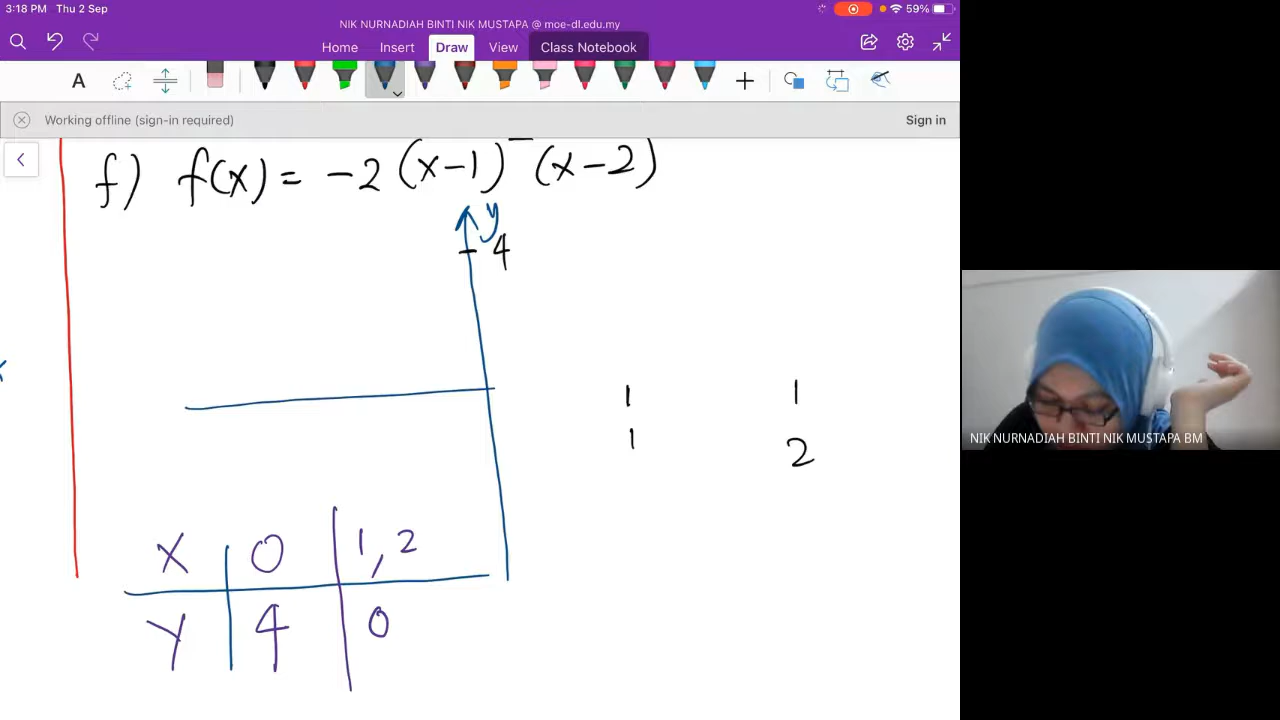 3:18 PM Thu 2 Sep
59%
NIK NURNADIAH BINTI NIK MUSTAPA @ moe-dl.edu.my
Home Insert Draw View Class Notebook
A
Working offline (sign-in required) Sign in
f) f(x) = -2 (x-1) (x-2)
y
4
1 1
1 2
X 0 1, 2
Y 4 0
NIK NURNADIAH BINTI NIK MUSTAPA BM